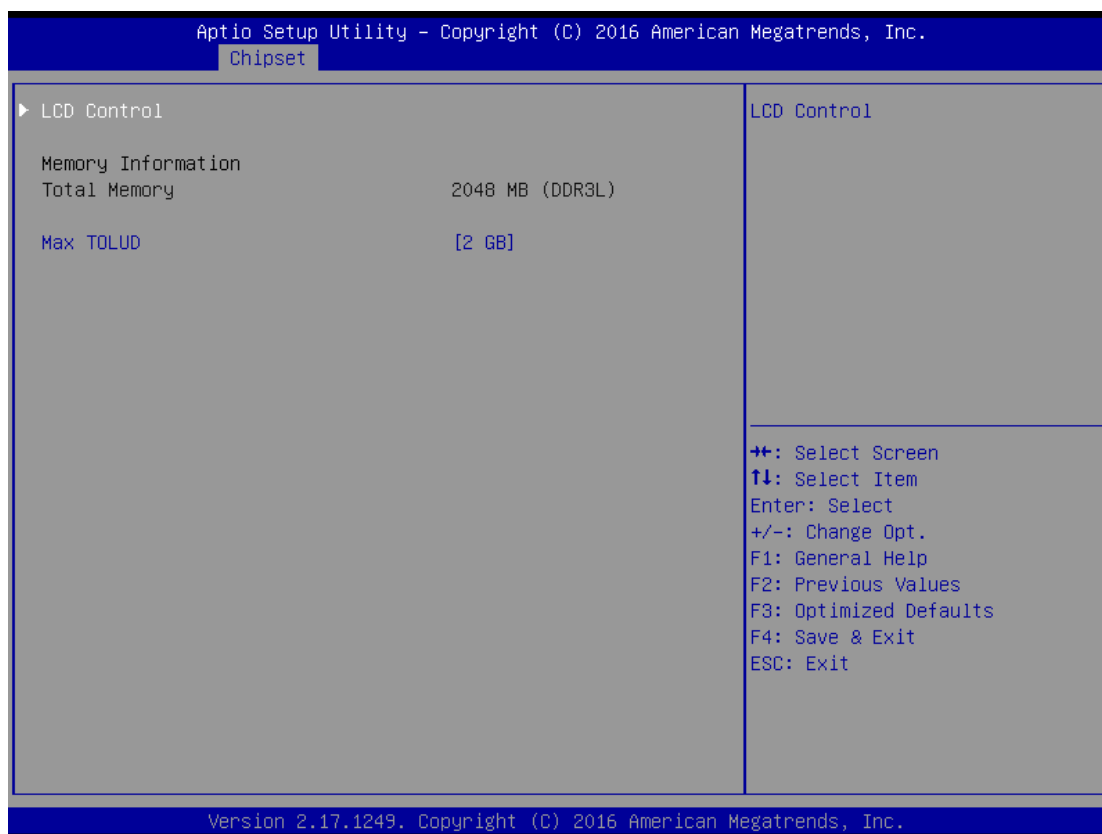 Aptio Setup Utility – Copyright (C) 2016 American Megatrends, Inc.
Chipset
▶ LCD Control
Memory Information
Total Memory 2048 MB (DDR3L)
Max TOLUD [2 GB]
LCD Control
→←: Select Screen
↑↓: Select Item
Enter: Select
+/-: Change Opt.
F1: General Help
F2: Previous Values
F3: Optimized Defaults
F4: Save & Exit
ESC: Exit
Version 2.17.1249. Copyright (C) 2016 American Megatrends, Inc.